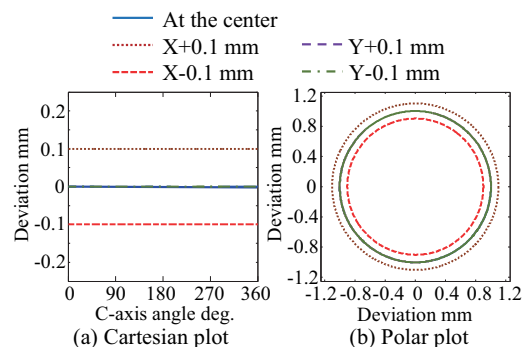 At the center
X+0.1 mm
Y+0.1 mm
X-0.1 mm
Y-0.1 mm
Deviation mm
0.2
0.1
0
-0.1
-0.2
0 90 180 270 360
C-axis angle deg.
(a) Cartesian plot
Deviation mm
1.2
0.8
0.4
0
-0.4
-0.8
-1.2
-1.2 -0.8 -0.4 0 0.4 0.8 1.2
Deviation mm
(b) Polar plot